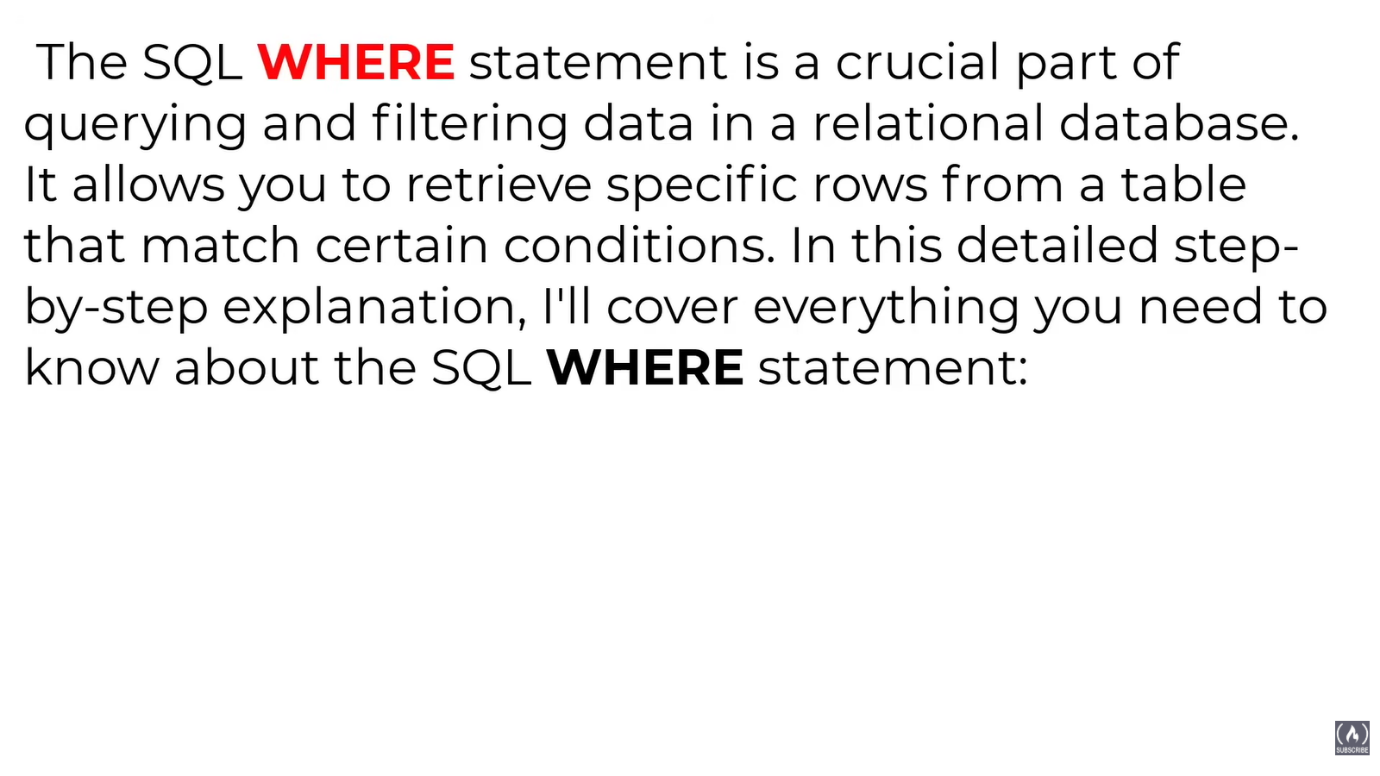 The SQL WHERE statement is a crucial part of
querying and filtering data in a relational database.
It allows you to retrieve specific rows from a table
that match certain conditions. In this detailed step-
by-step explanation, I'll cover everything you need to
know about the SQL WHERE statement:
SUBSCRIBE